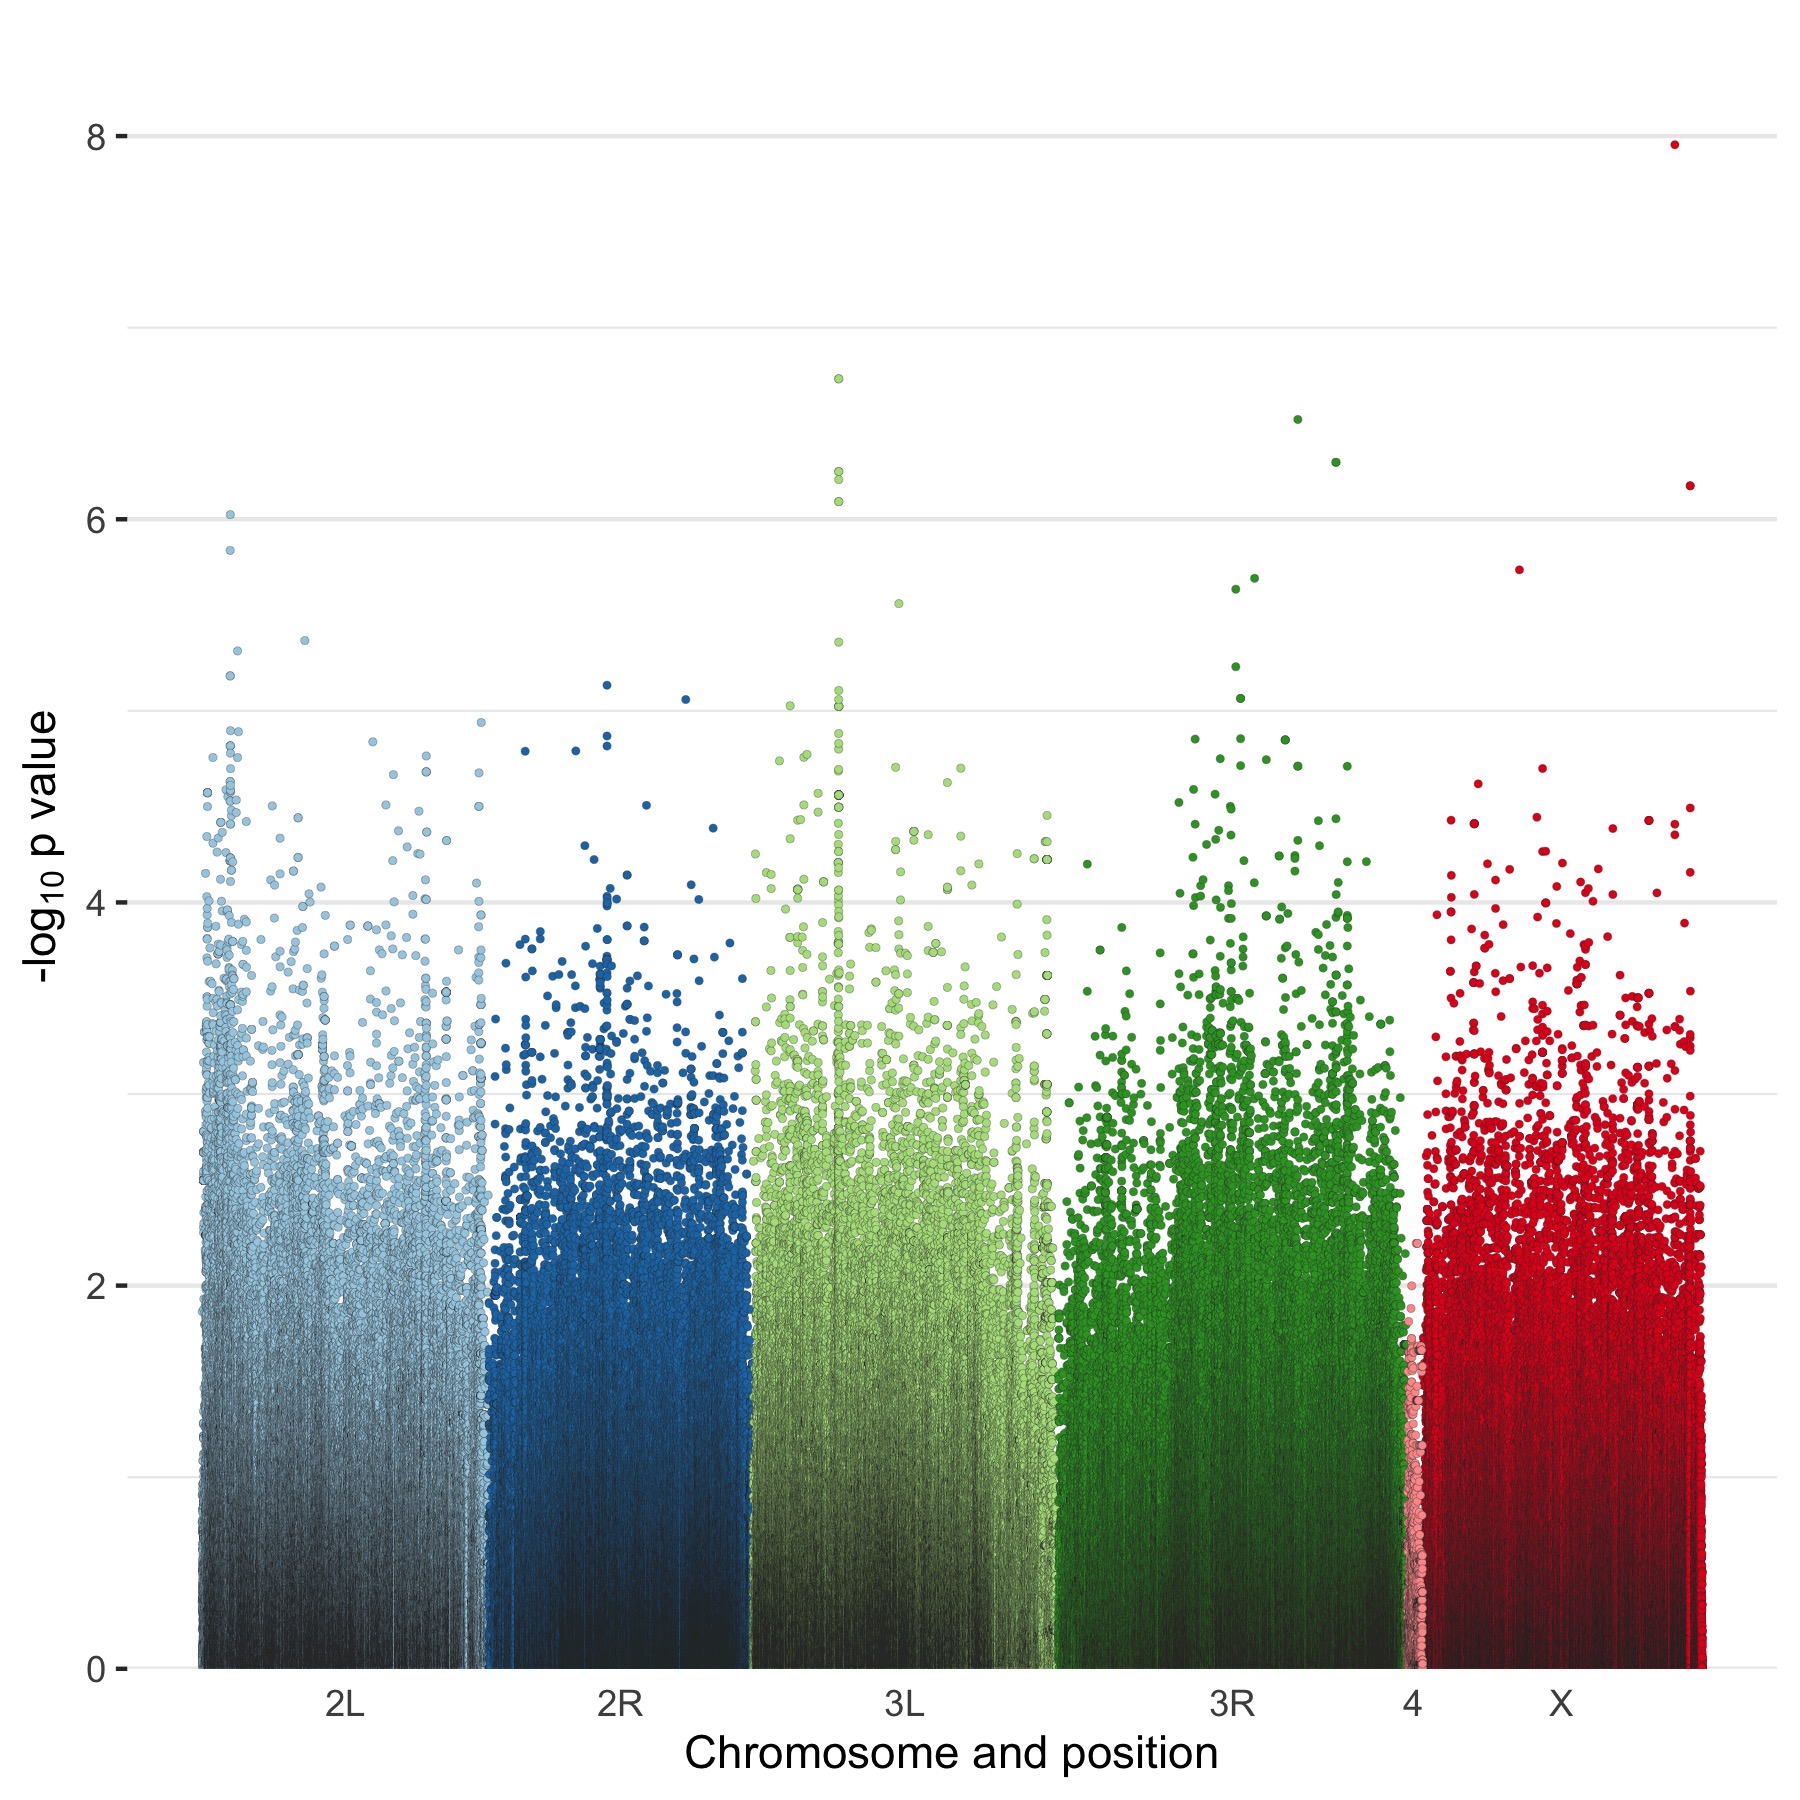 8
6
4
2
0
-log₁₀ p value
2L 2R 3L 3R 4 X
Chromosome and position